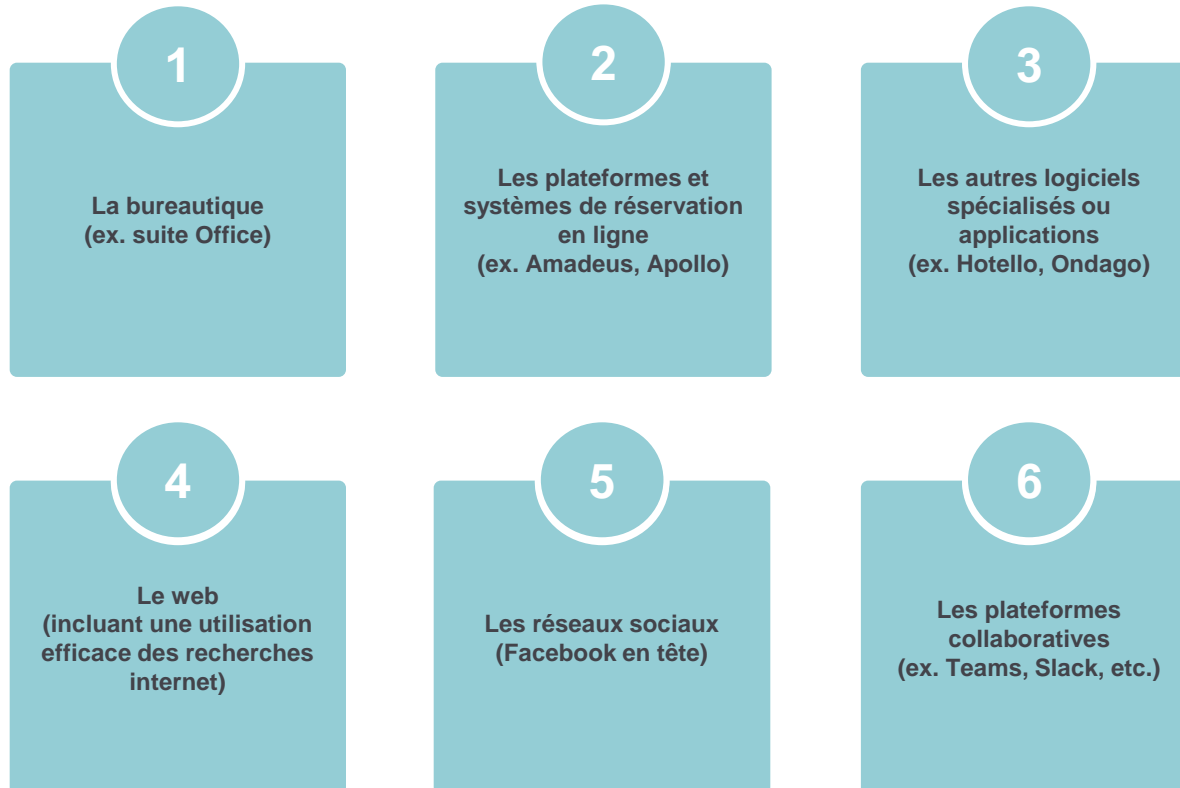 1
La bureautique
(ex. suite Office)
2
Les plateformes et
systèmes de réservation
en ligne
(ex. Amadeus, Apollo)
3
Les autres logiciels
spécialisés ou
applications
(ex. Hotello, Ondago)
4
Le web
(incluant une utilisation
efficace des recherches
internet)
5
Les réseaux sociaux
(Facebook en tête)
6
Les plateformes
collaboratives
(ex. Teams, Slack, etc.)